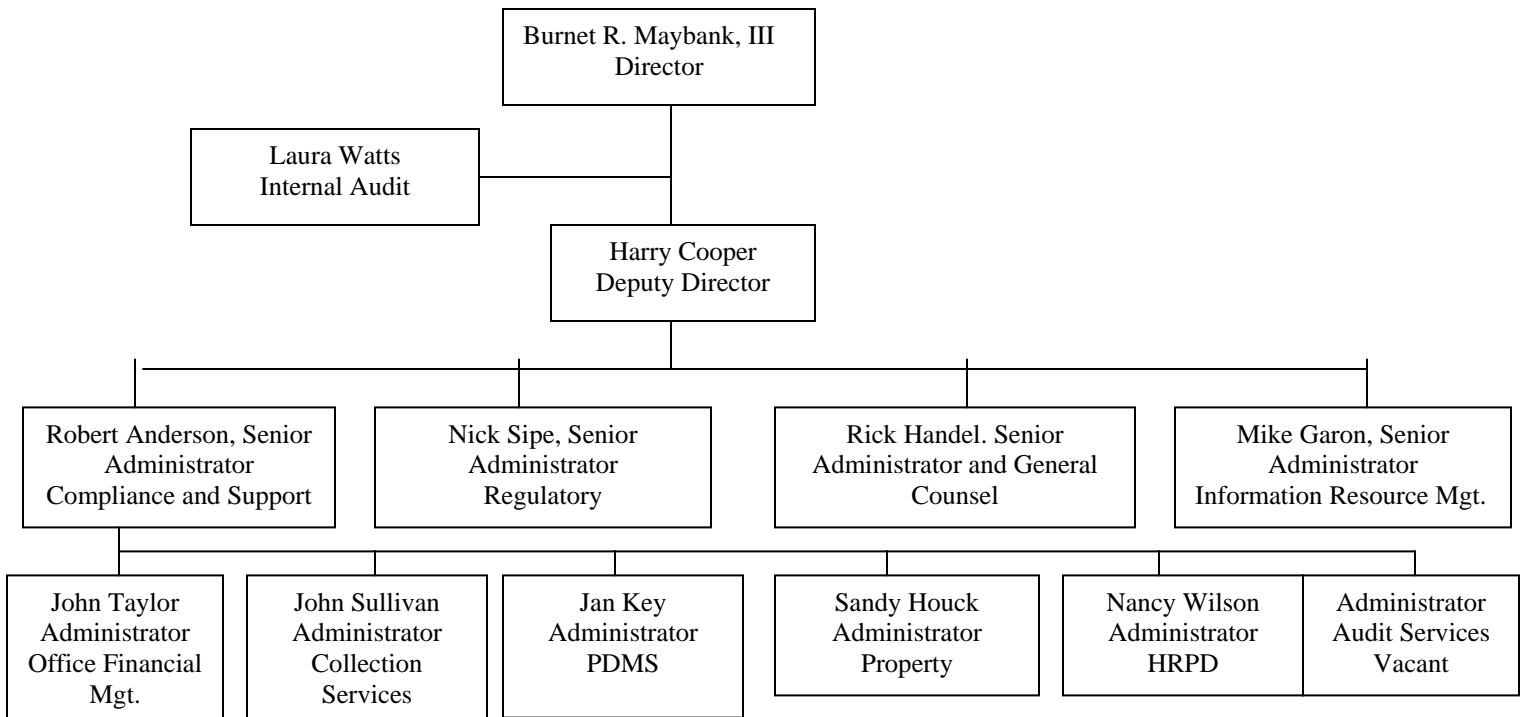 Burnet R. Maybank, III
Director
Laura Watts
Internal Audit
Harry Cooper
Deputy Director
Robert Anderson, Senior
Administrator
Compliance and Support
Nick Sipe, Senior
Administrator
Regulatory
Rick Handel. Senior
Administrator and General
Counsel
Mike Garon, Senior
Administrator
Information Resource Mgt.
John Taylor
Administrator
Office Financial
Mgt.
John Sullivan
Administrator
Collection
Services
Jan Key
Administrator
PDMS
Sandy Houck
Administrator
Property
Nancy Wilson
Administrator
HRPD
Administrator
Audit Services
Vacant